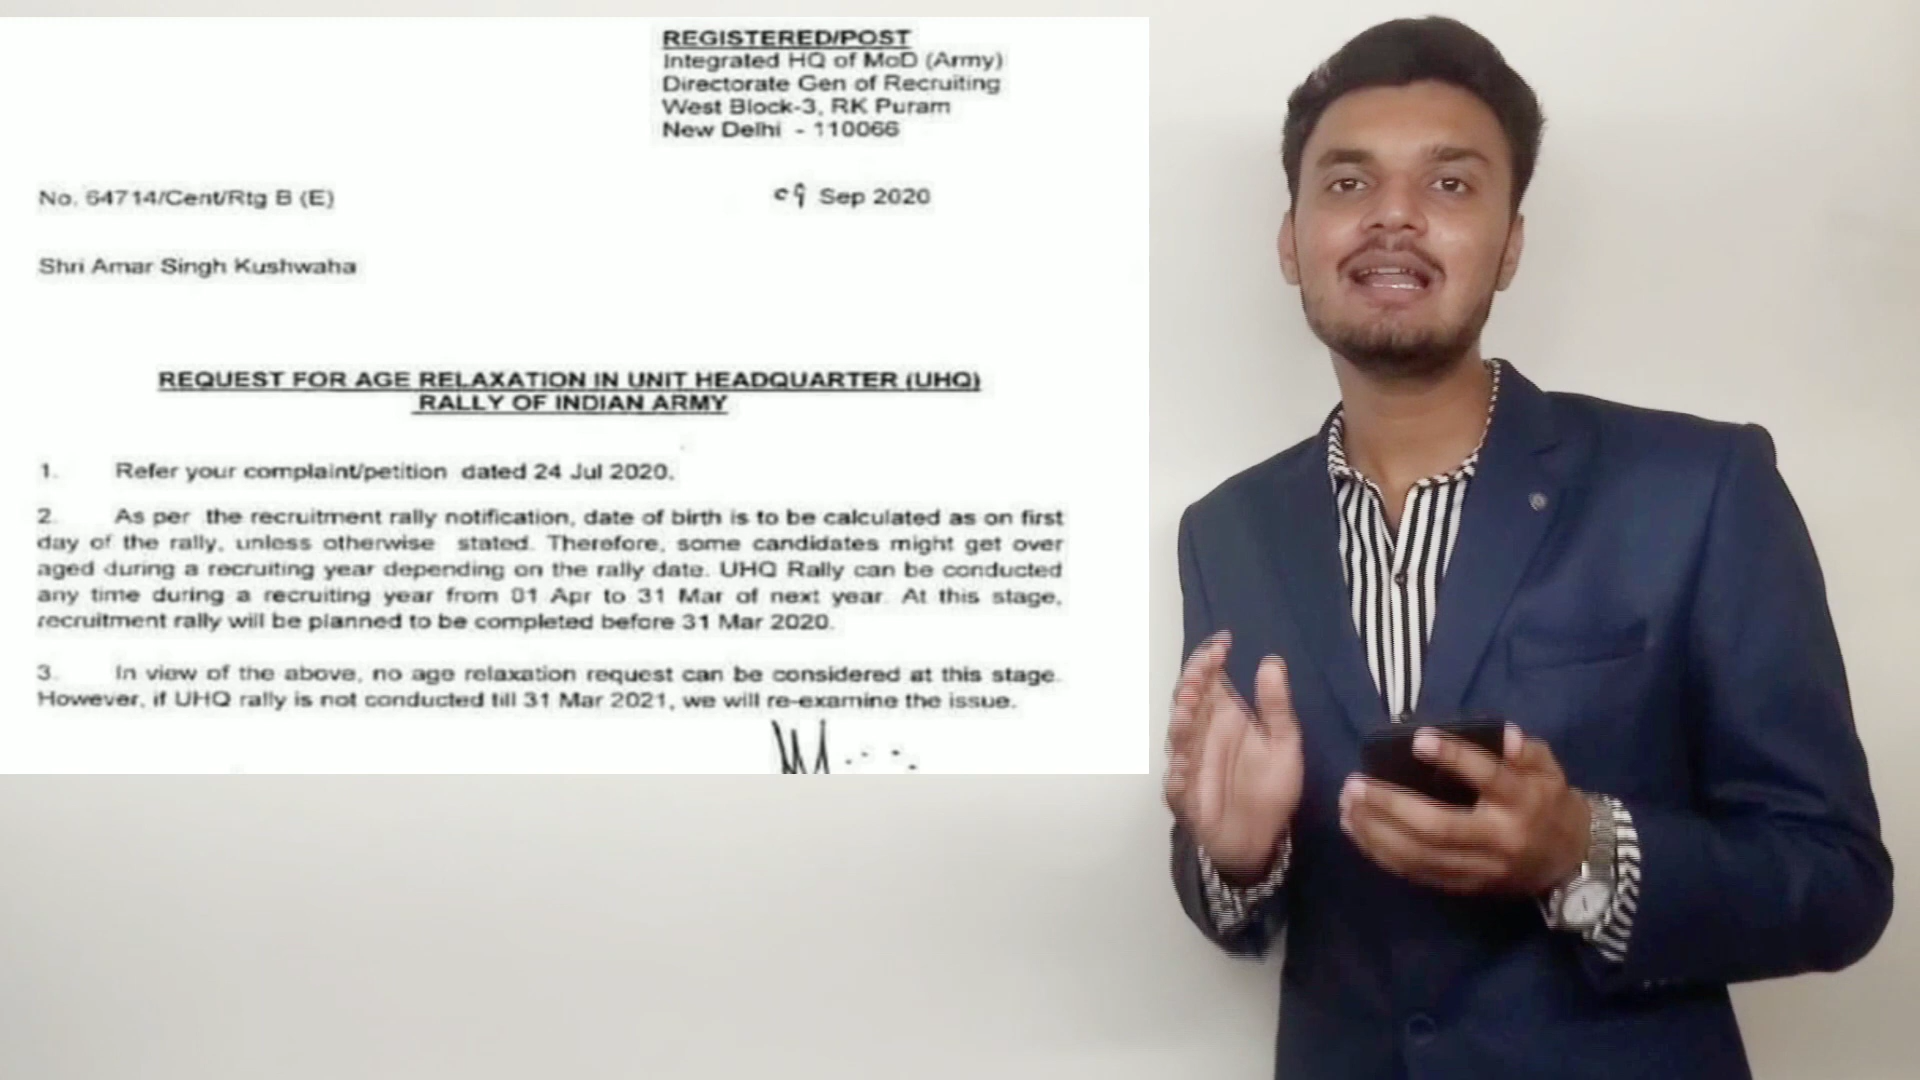 REGISTERED/POST
Integrated HQ of MoD (Army)
Directorate Gen of Recruiting
West Block-3, RK Puram
New Delhi - 110066
No. 64714/Cent/Rtg B (E)
09 Sep 2020
Shri Amar Singh Kushwaha
REQUEST FOR AGE RELAXATION IN UNIT HEADQUARTER (UHQ)
RALLY OF INDIAN ARMY
1. Refer your complaint/petition dated 24 Jul 2020.
2. As per the recruitment rally notification, date of birth is to be calculated as on first
day of the rally, unless otherwise stated. Therefore, some candidates might get over
aged during a recruiting year depending on the rally date. UHQ Rally can be conducted
any time during a recruiting year from 01 Apr to 31 Mar of next year. At this stage,
recruitment rally will be planned to be completed before 31 Mar 2020.
3. In view of the above, no age relaxation request can be considered at this stage.
However, if UHQ rally is not conducted till 31 Mar 2021, we will re-examine the issue.